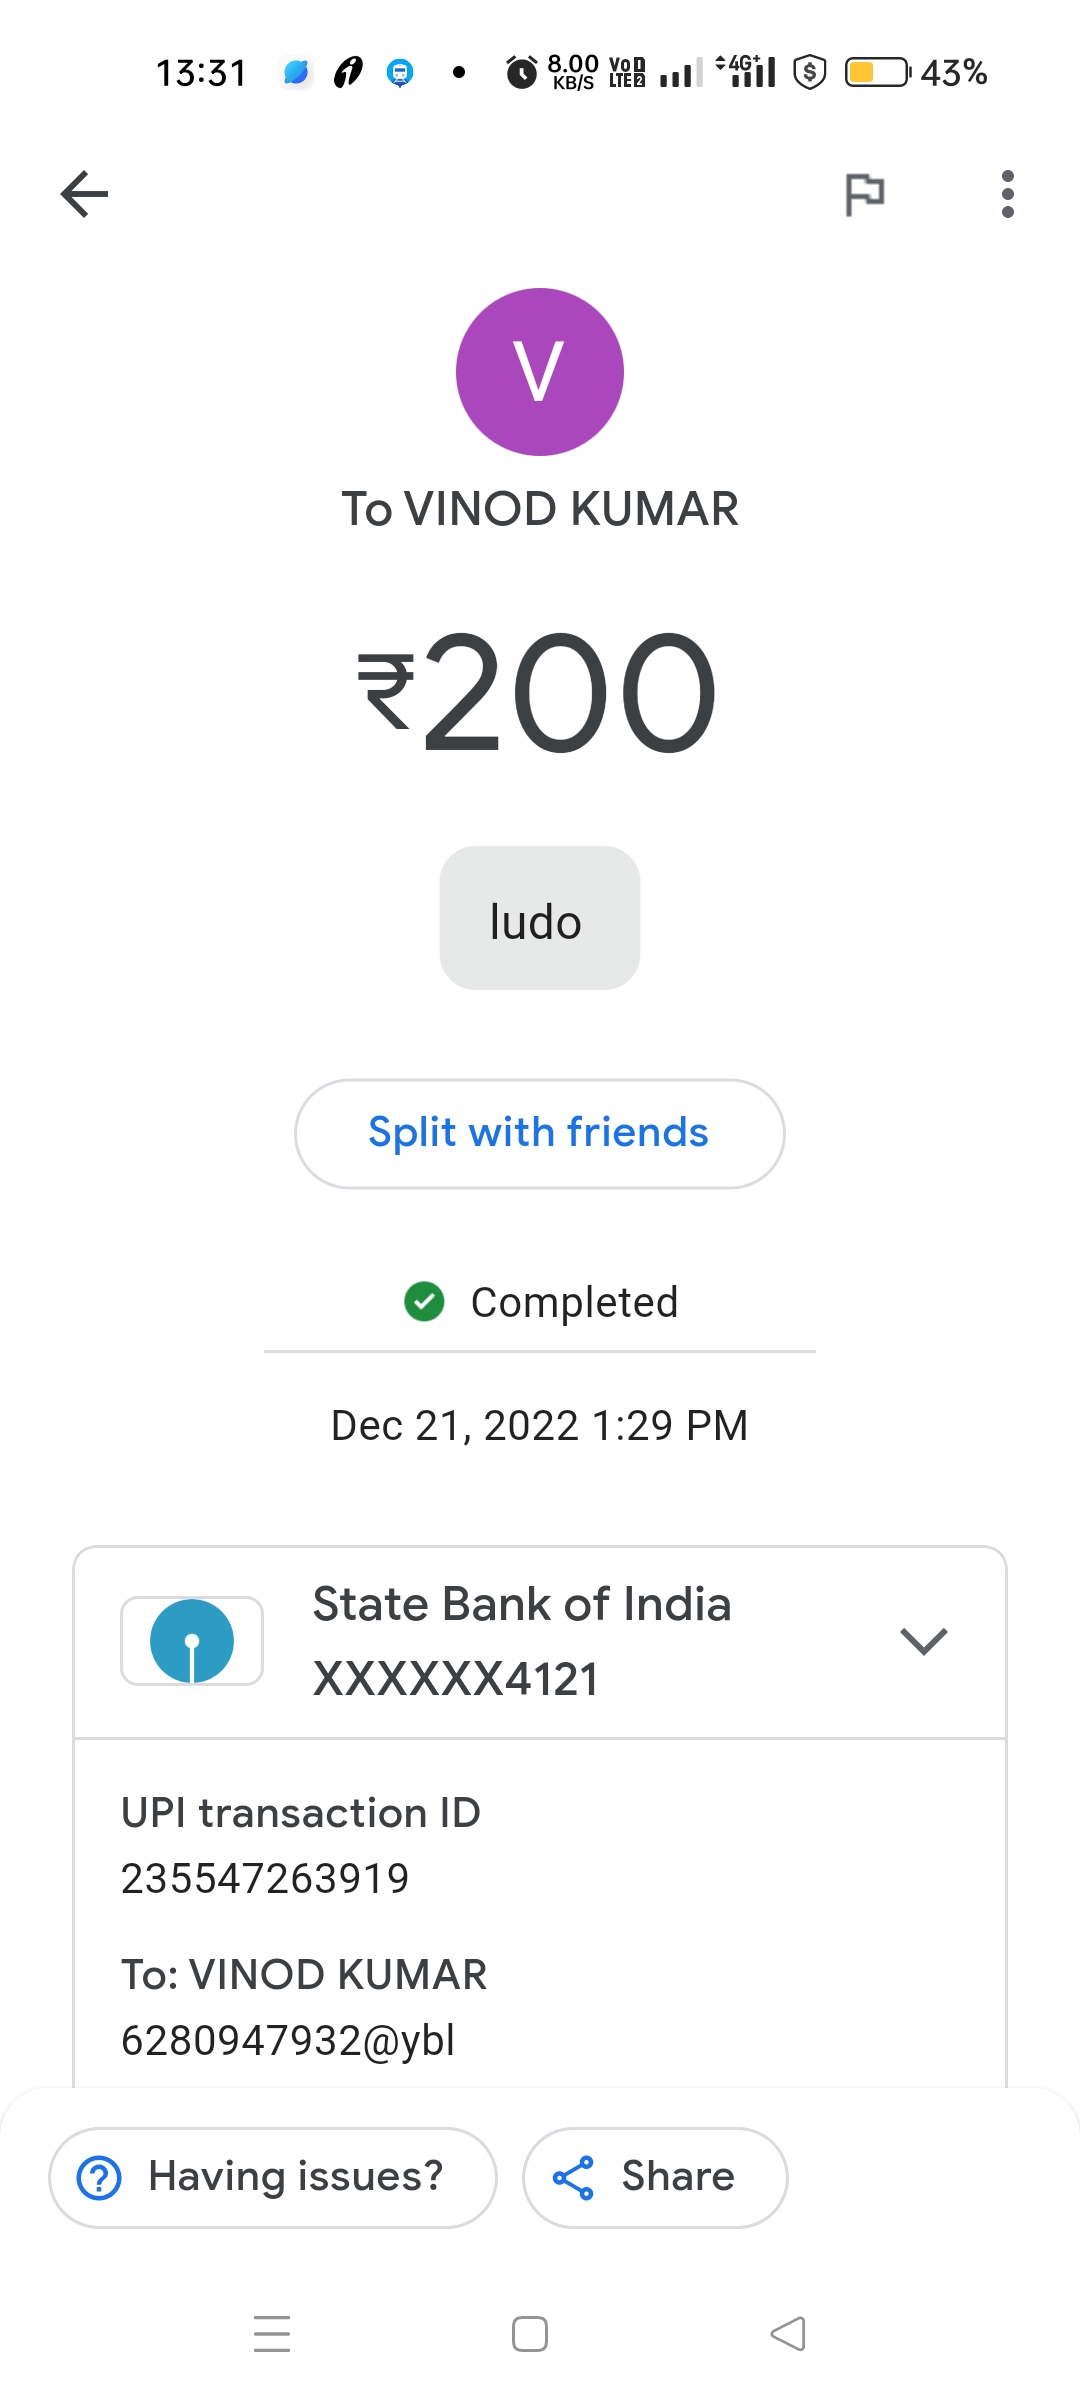 13:31 8.00 KB/S VoD LTE2 4G+ 43%
V
To VINOD KUMAR
₹200
ludo
Split with friends
Completed
Dec 21, 2022 1:29 PM
State Bank of India
XXXXXX4121
UPI transaction ID
235547263919
To: VINOD KUMAR
6280947932@ybl
Having issues? Share